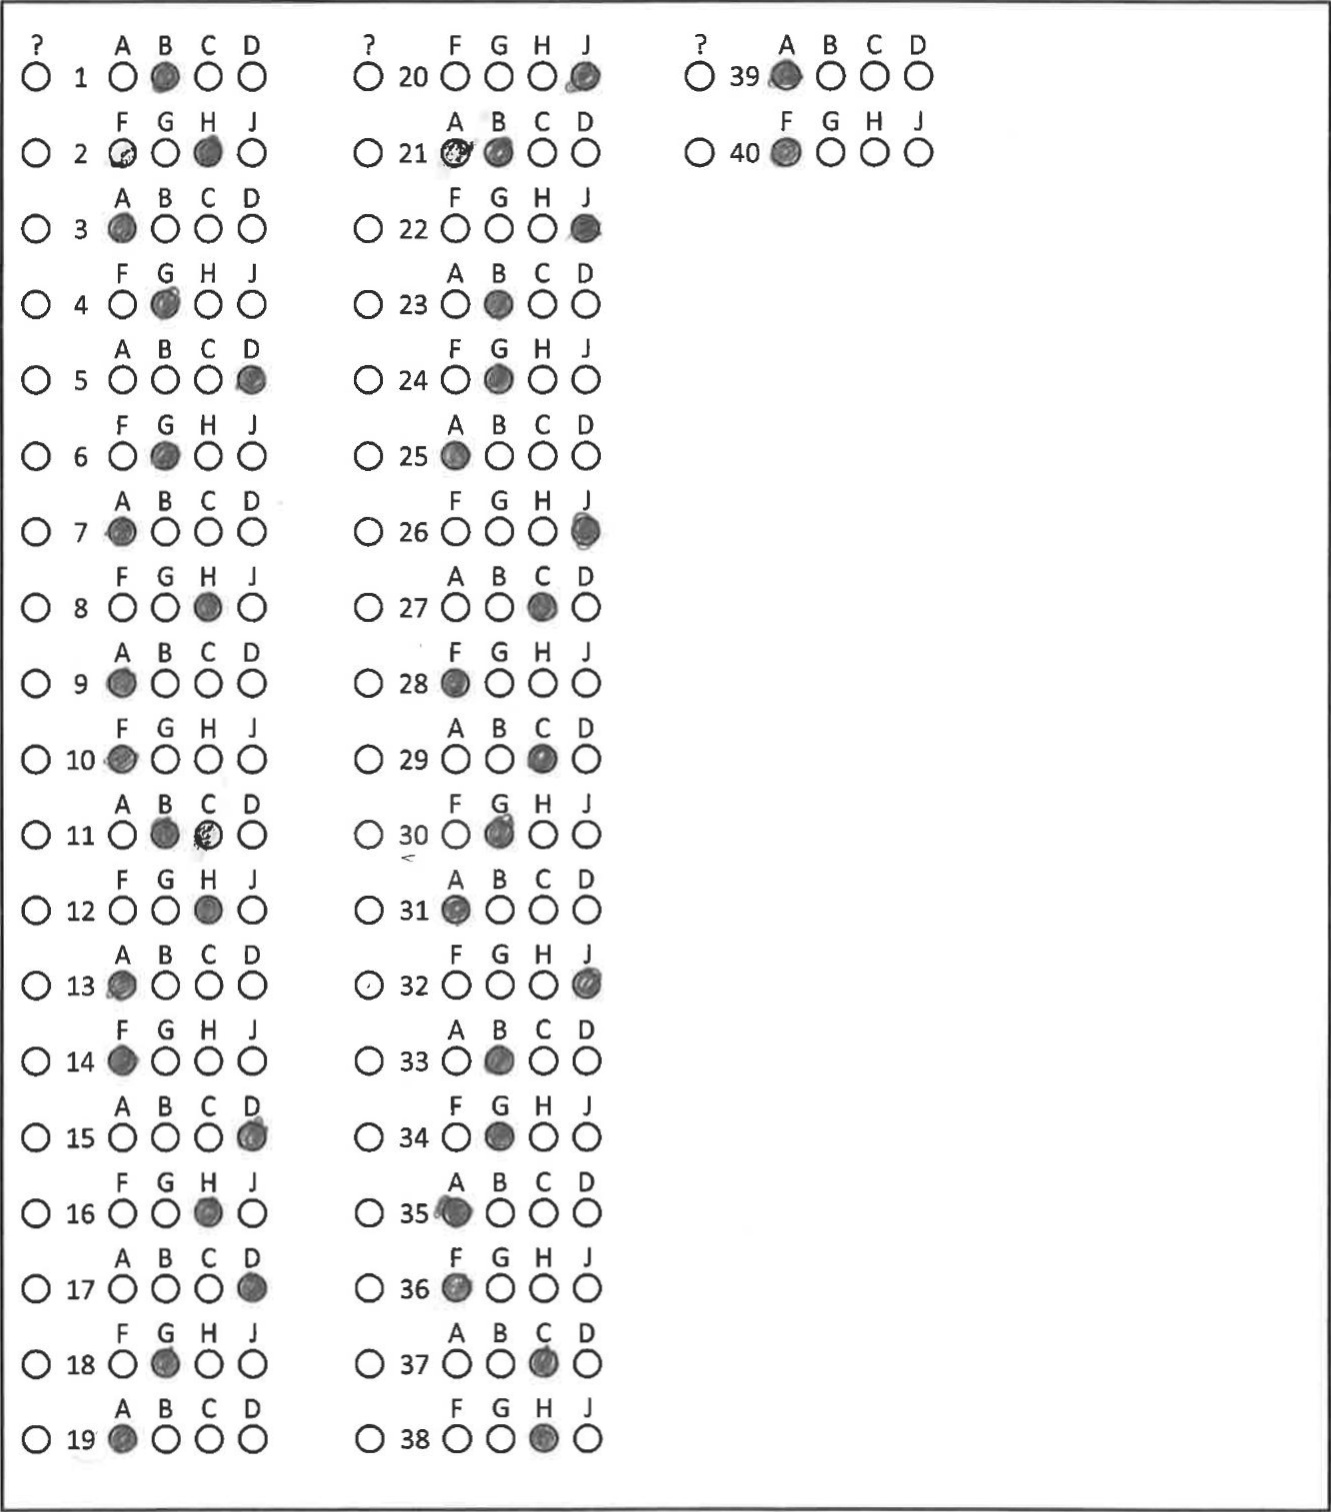 ? A B C D
1
F G H J
2
A B C D
3
F G H J
4
A B C D
5
F G H J
6
A B C D
7
F G H J
8
A B C D
9
F G H J
10
A B C D
11
F G H J
12
A B C D
13
F G H J
14
A B C D
15
F G H J
16
A B C D
17
F G H J
18
A B C D
19
? F G H J
20
A B C D
21
F G H J
22
A B C D
23
F G H J
24
A B C D
25
F G H J
26
A B C D
27
F G H J
28
A B C D
29
F G H J
30
A B C D
31
F G H J
32
A B C D
33
F G H J
34
A B C D
35
F G H J
36
A B C D
37
F G H J
38
? A B C D
39
F G H J
40